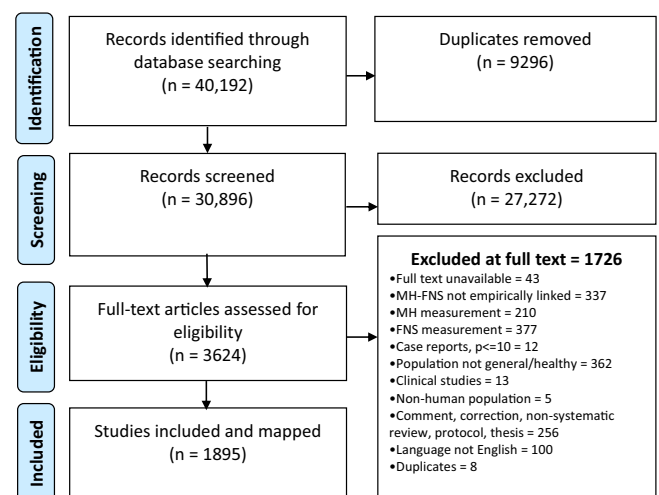 Identification
Records identified through
database searching
(n = 40,192)
Duplicates removed
(n = 9296)
Screening
Records screened
(n = 30,896)
Records excluded
(n = 27,272)
Eligibility
Full-text articles assessed for
eligibility
(n = 3624)
Excluded at full text = 1726
•Full text unavailable = 43
•MH-FNS not empirically linked = 337
•MH measurement = 210
•FNS measurement = 377
•Case reports, p<=10 = 12
•Population not general/healthy = 362
•Clinical studies = 13
•Non-human population = 5
•Comment, correction, non-systematic
review, protocol, thesis = 256
•Language not English = 100
•Duplicates = 8
Included
Studies included and mapped
(n = 1895)